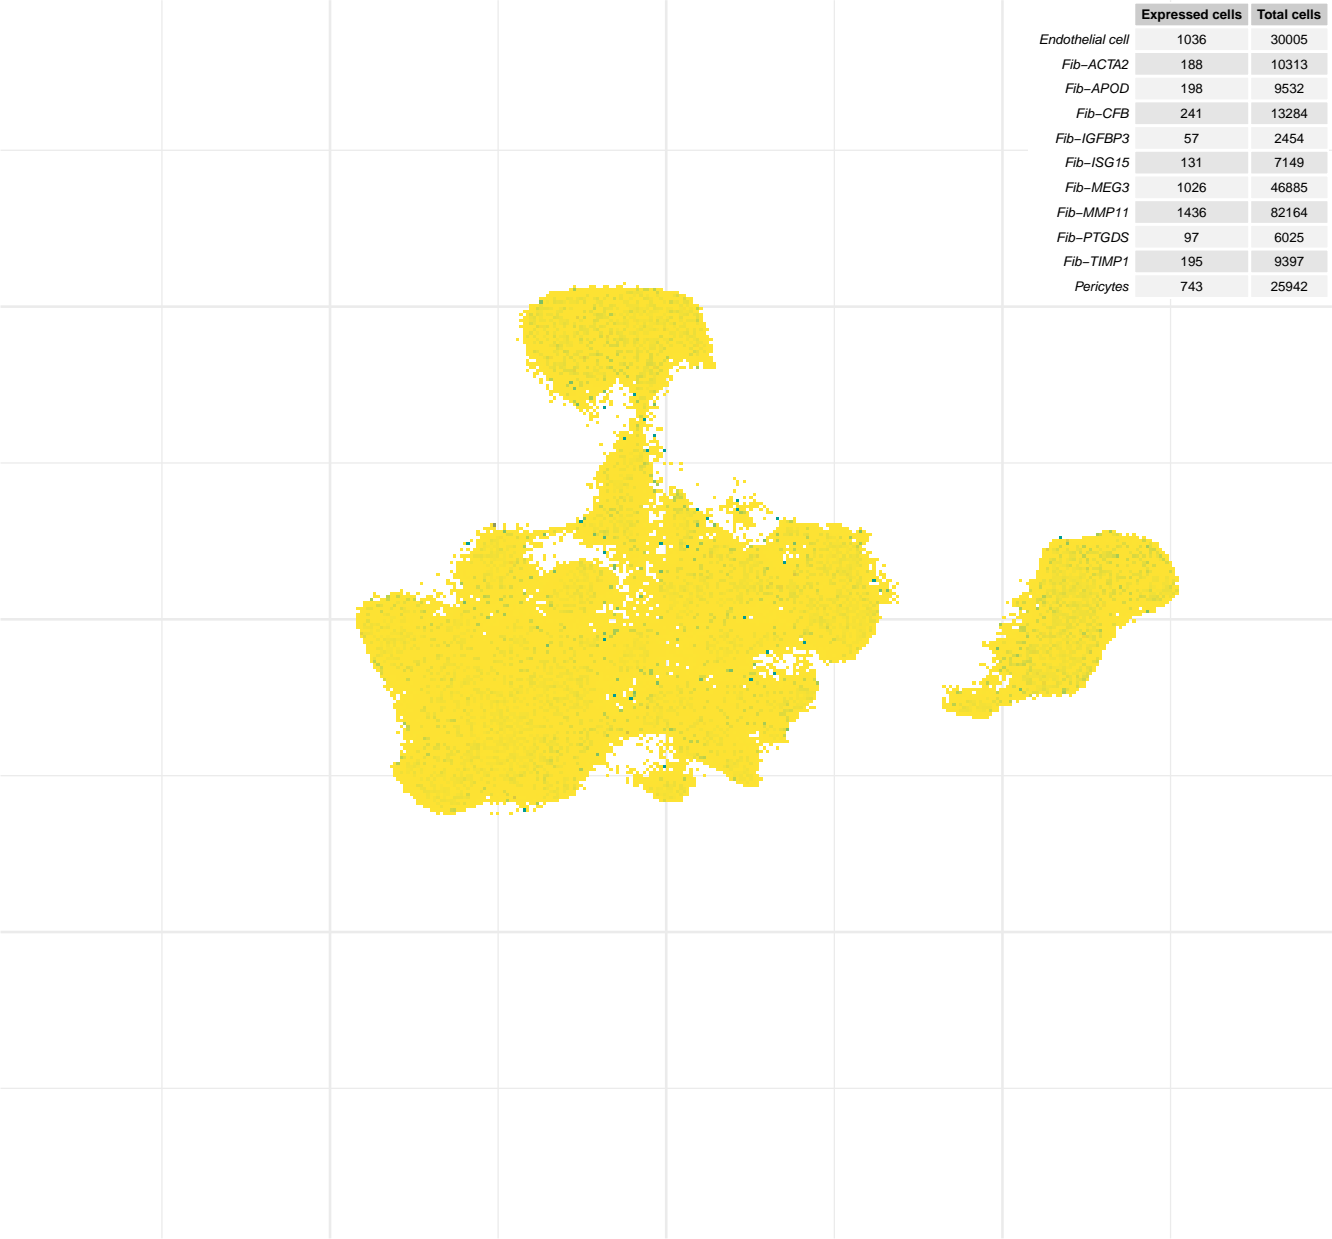 Expressed cells Total cells
Endothelial cell 1036 30005
Fib−ACTA2 188 10313
Fib−APOD 198 9532
Fib−CFB 241 13284
Fib−IGFBP3 57 2454
Fib−ISG15 131 7149
Fib−MEG3 1026 46885
Fib−MMP11 1436 82164
Fib−PTGDS 97 6025
Fib−TIMP1 195 9397
Pericytes 743 25942